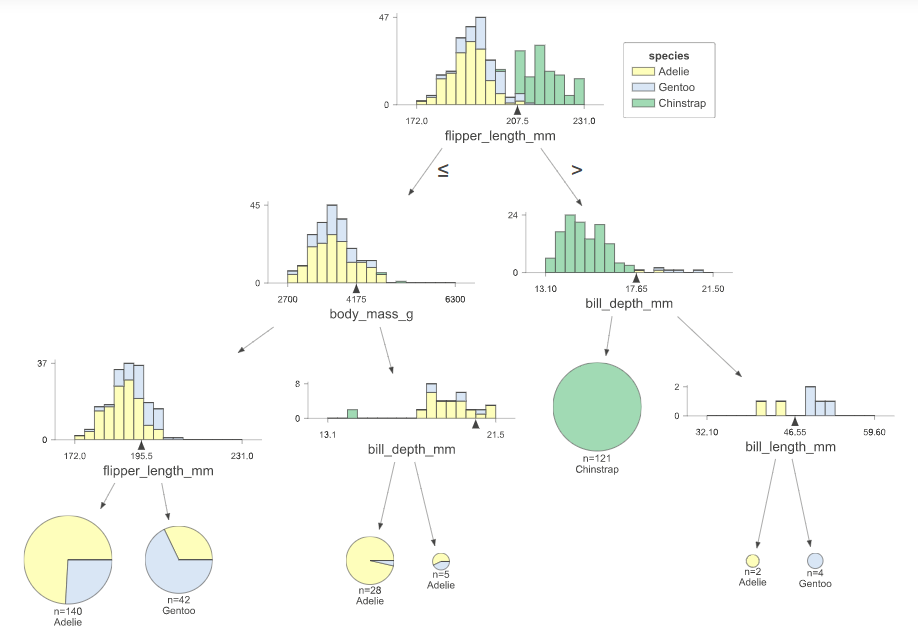 47
0
172.0 207.5 231.0
flipper_length_mm
species
Adelie
Gentoo
Chinstrap
≤ >
45
0
2700 4175 6300
body_mass_g
24
0
13.10 17.65 21.50
bill_depth_mm
37
0
172.0 195.5 231.0
flipper_length_mm
8
0
13.1 21.5
bill_depth_mm
n=121
Chinstrap
2
0
32.10 46.55 59.60
bill_length_mm
n=140
Adelie
n=42
Gentoo
n=28
Adelie
n=5
Adelie
n=2
Adelie
n=4
Gentoo